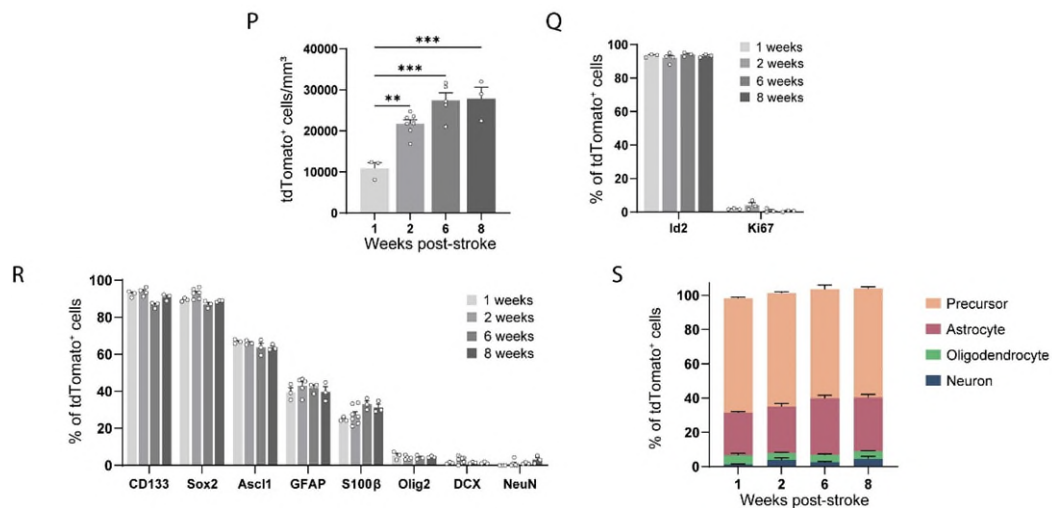 P
tdTomato⁺ cells/mm³
40000
30000
20000
10000
0
***
***
**
1 2 6 8
Weeks post-stroke
Q
% of tdTomato⁺ cells
100
80
60
40
20
0
Id2 Ki67
1 weeks
2 weeks
6 weeks
8 weeks
R
% of tdTomato⁺ cells
100
80
60
40
20
0
CD133 Sox2 Ascl1 GFAP S100β Olig2 DCX NeuN
1 weeks
2 weeks
6 weeks
8 weeks
S
% of tdTomato⁺ cells
100
80
60
40
20
0
1 2 6 8
Weeks post-stroke
Precursor
Astrocyte
Oligodendrocyte
Neuron